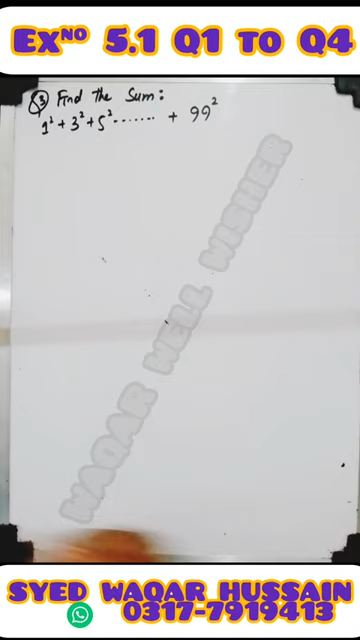 Exᴺᴼ 5.1 Q1 TO Q4
Q3 Find the Sum:
1² + 3² + 5² ....... + 99²
WAQAR WELL WISHER
SYED WAQAR HUSSAIN
0317-7919413